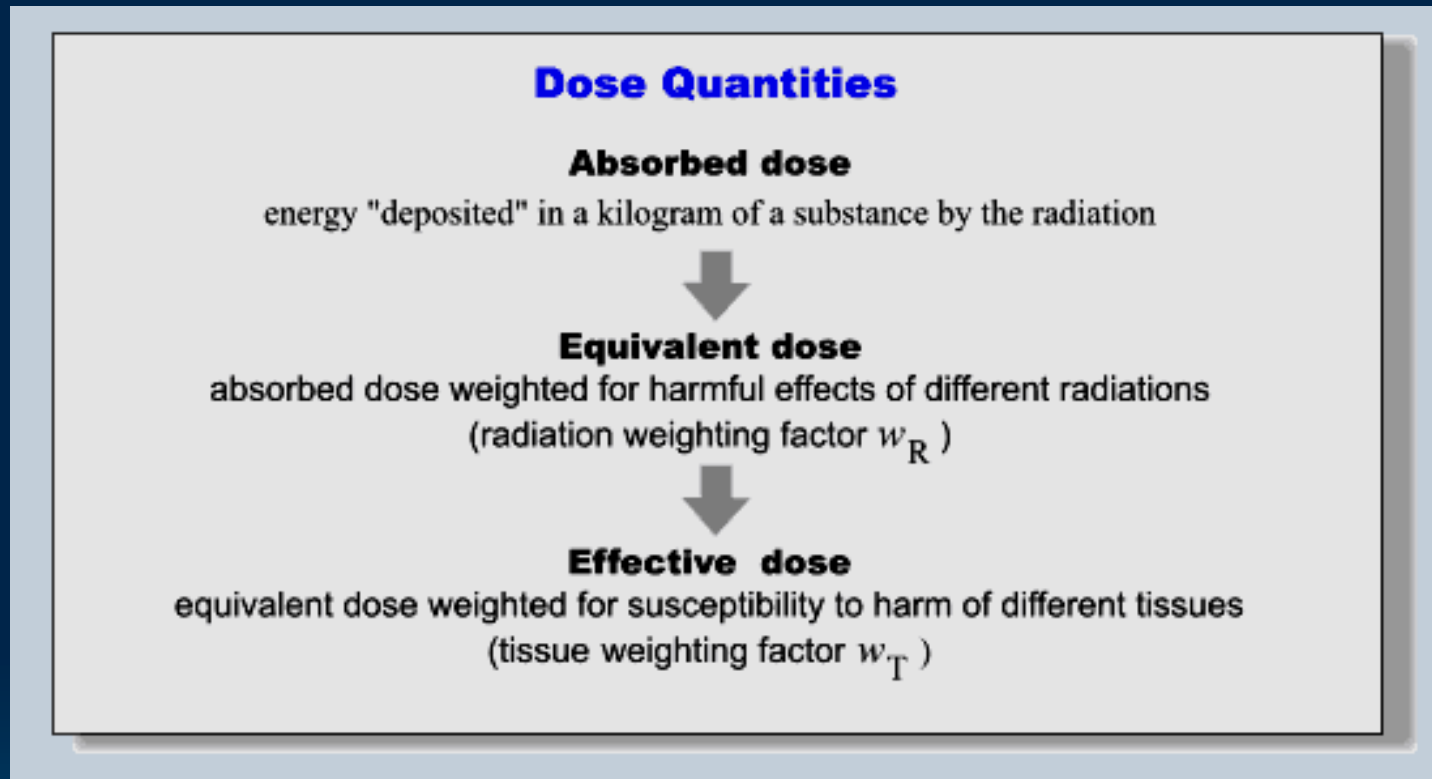 Dose Quantities
Absorbed dose
energy "deposited" in a kilogram of a substance by the radiation
Equivalent dose
absorbed dose weighted for harmful effects of different radiations
(radiation weighting factor w_R )
Effective dose
equivalent dose weighted for susceptibility to harm of different tissues
(tissue weighting factor w_T )